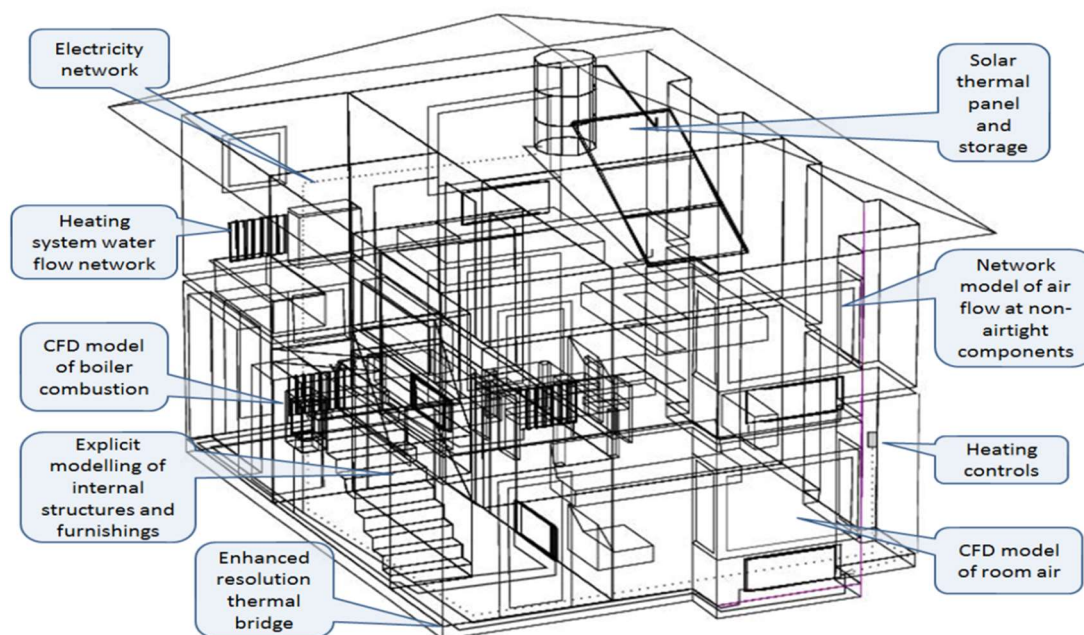 Electricity
network
Heating
system water
flow network
CFD model
of boiler
combustion
Explicit
modelling of
internal
structures and
furnishings
Enhanced
resolution
thermal
bridge
Solar
thermal panel
and
storage
Network
model of air
flow at non-
airtight
components
Heating
controls
CFD model
of room air